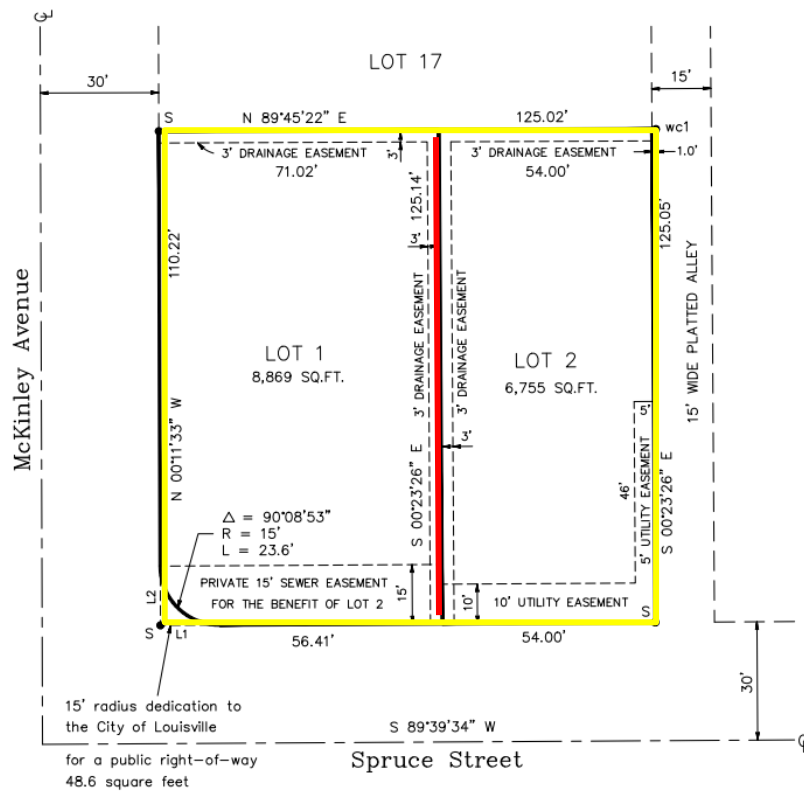 ℄
LOT 17
30'
15'
S
N 89°45'22" E
125.02'
wc1
3' DRAINAGE EASEMENT
3'
3' DRAINAGE EASEMENT
1.0'
71.02'
54.00'
110.22'
125.14'
125.05'
3'
McKinley Avenue
3' DRAINAGE EASEMENT
3' DRAINAGE EASEMENT
15' WIDE PLATTED ALLEY
LOT 1
8,869 SQ.FT.
LOT 2
6,755 SQ.FT.
N 00°11'33" W
S 00°23'26" E
3'
5'
46'
5' UTILITY EASEMENT
S 00°23'26" E
Δ = 90°08'53"
R = 15'
L = 23.6'
PRIVATE 15' SEWER EASEMENT
FOR THE BENEFIT OF LOT 2
15'
10'
10' UTILITY EASEMENT
L2
S
S
L1
56.41'
54.00'
30'
15' radius dedication to
the City of Louisville
for a public right-of-way
48.6 square feet
S 89°39'34" W
Spruce Street
℄